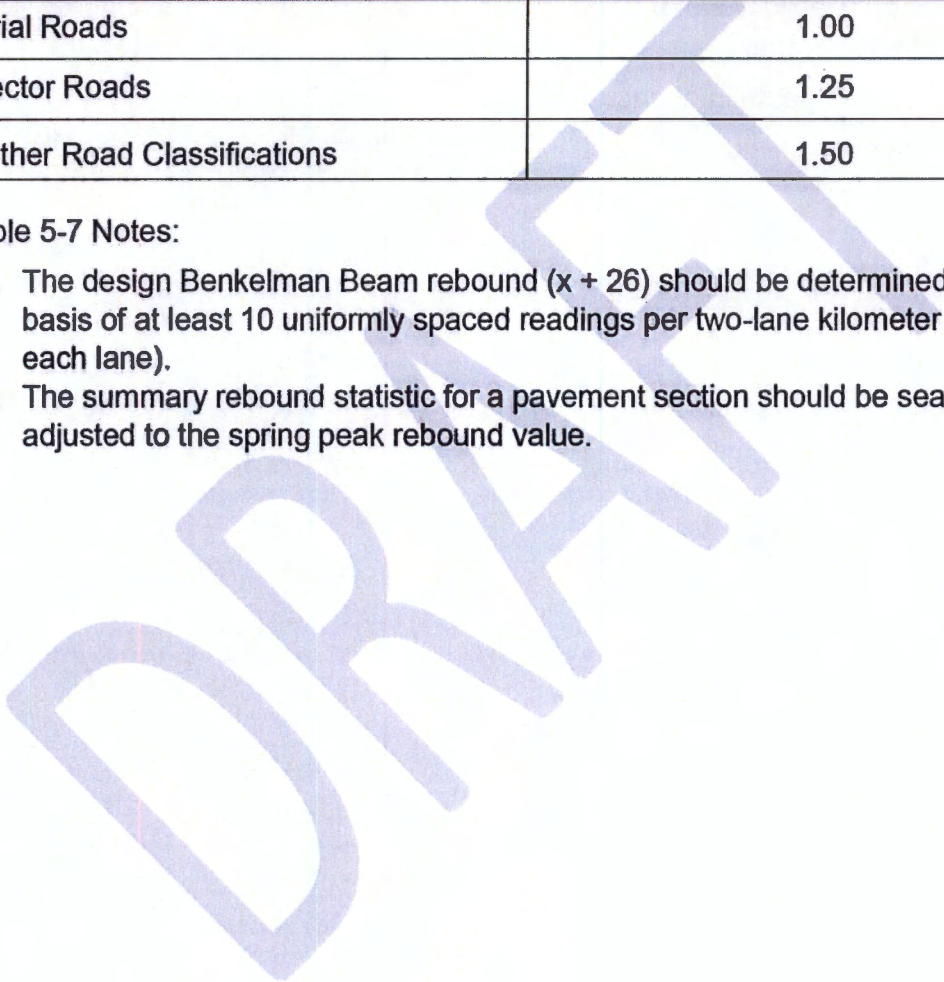 rial Roads 1.00
ector Roads 1.25
ther Road Classifications 1.50
ole 5-7 Notes:
The design Benkelman Beam rebound (x + 26) should be determined
basis of at least 10 uniformly spaced readings per two-lane kilometer
each lane).
The summary rebound statistic for a pavement section should be sea
adjusted to the spring peak rebound value.
DRAFT